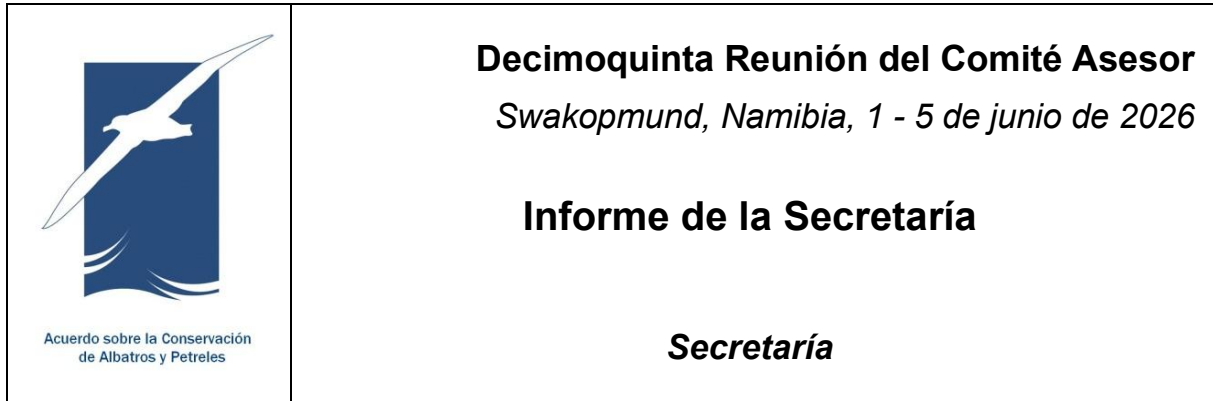 Decimoquinta Reunión del Comité Asesor
Swakopmund, Namibia, 1 - 5 de junio de 2026
Informe de la Secretaría
Secretaría
Acuerdo sobre la Conservación
de Albatros y Petreles